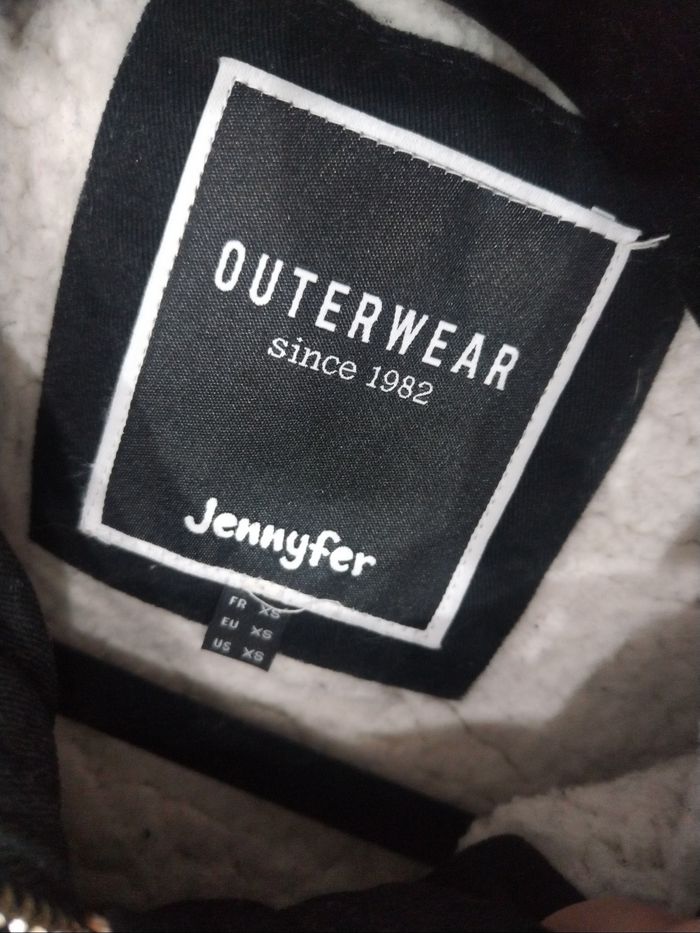 OUTERWEAR
since 1982
Jennyfer
FR XS
EU XS
US XS